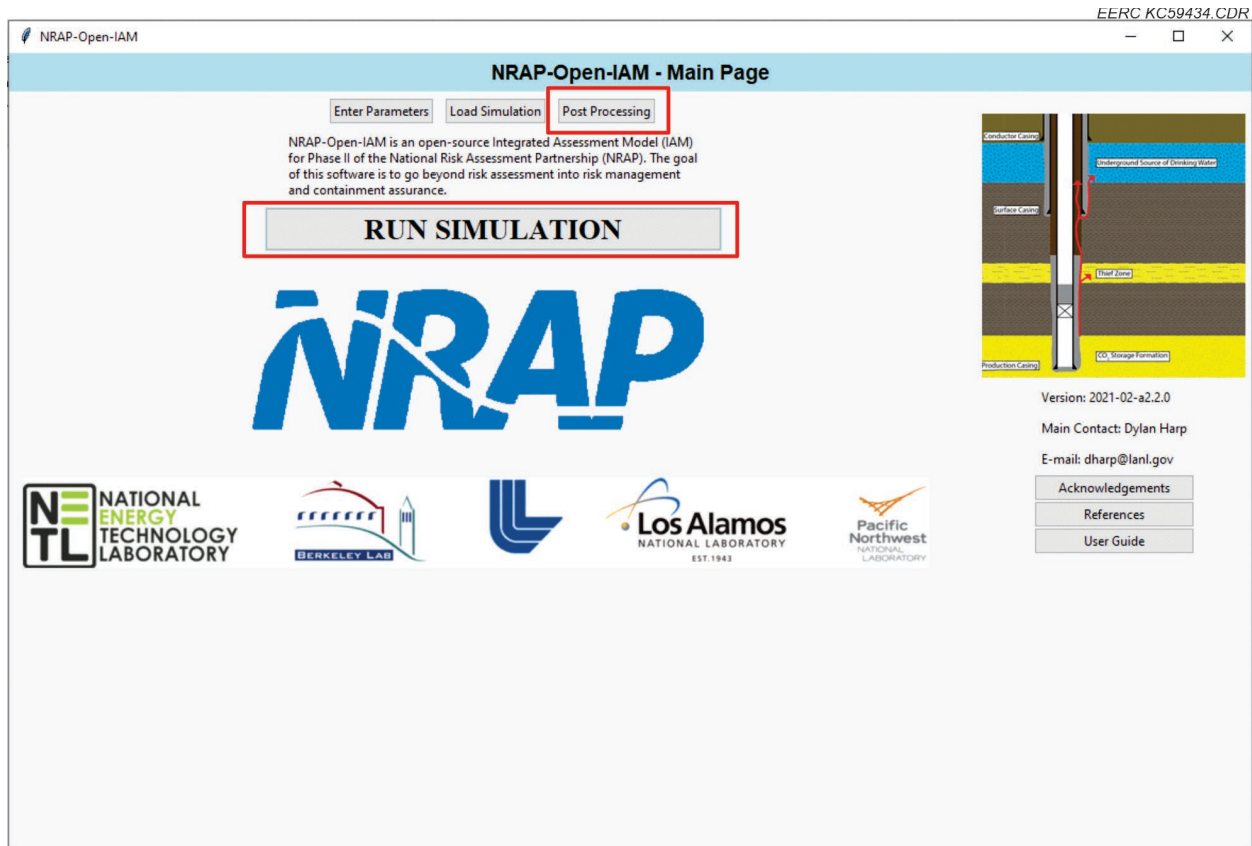 EERC KC59434.CDR
NRAP-Open-IAM
NRAP-Open-IAM - Main Page
Enter Parameters
Load Simulation
Post Processing
NRAP-Open-IAM is an open-source Integrated Assessment Model (IAM)
for Phase II of the National Risk Assessment Partnership (NRAP). The goal
of this software is to go beyond risk assessment into risk management
and containment assurance.
RUN SIMULATION
NRAP
NETL
NATIONAL
ENERGY
TECHNOLOGY
LABORATORY
BERKELEY LAB
Los Alamos
NATIONAL LABORATORY
EST.1943
Pacific
Northwest
NATIONAL
LABORATORY
Conductor Casing
Underground Source of Drinking Water
Surface Casing
Thief Zone
CO2 Storage Formation
Production Casing
Version: 2021-02-a2.2.0
Main Contact: Dylan Harp
E-mail: dharp@lanl.gov
Acknowledgements
References
User Guide